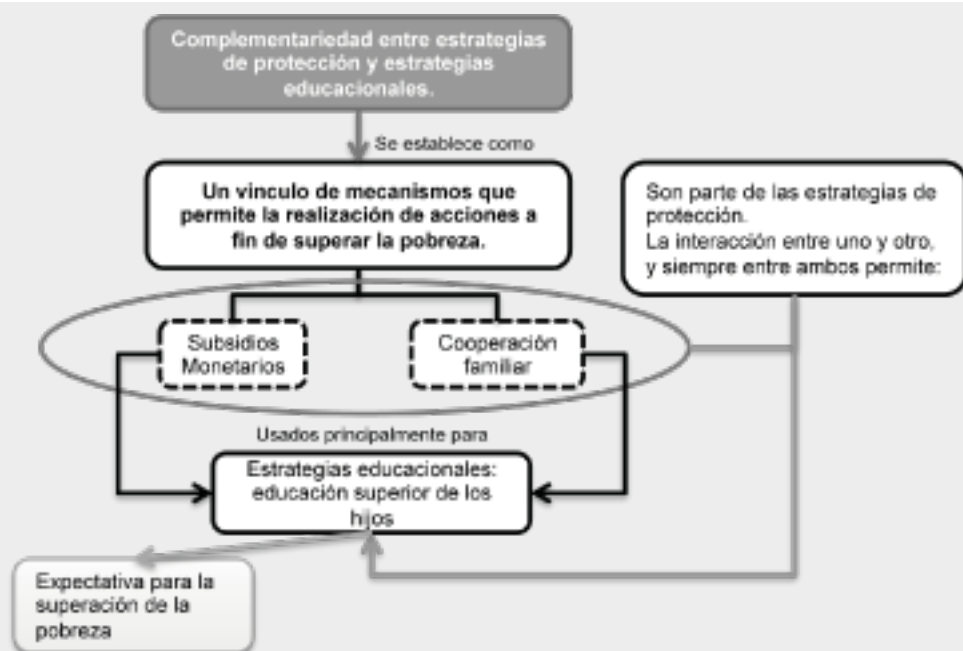 Complementariedad entre estrategias
de protección y estrategias
educacionales.
Se establece como
Un vinculo de mecanismos que
permite la realización de acciones a
fin de superar la pobreza.
Son parte de las estrategias de
protección.
La interacción entre uno y otro,
y siempre entre ambos permite:
Subsidios
Monetarios
Cooperación
familiar
Usados principalmente para
Estrategias educacionales:
educación superior de los
hijos
Expectativa para la
superación de la
pobreza